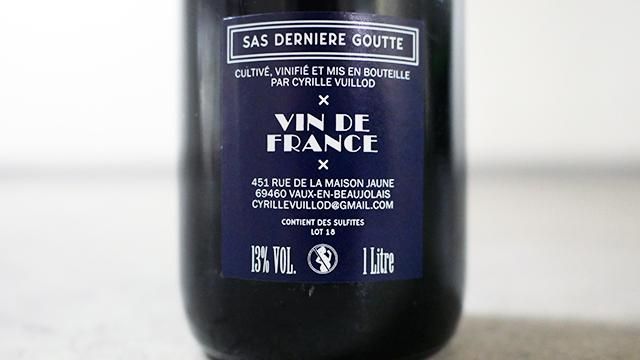 SAS DERNIERE GOUTTE
CULTIVÉ, VINIFIÉ ET MIS EN BOUTEILLE
PAR CYRILLE VUILLOD
×
VIN DE
FRANCE
×
451 RUE DE LA MAISON JAUNE
69460 VAUX-EN-BEAUJOLAIS
CYRILLEVUILLOD@GMAIL.COM
CONTIENT DES SULFITES
LOT 18
13% VOL. 1 Litre